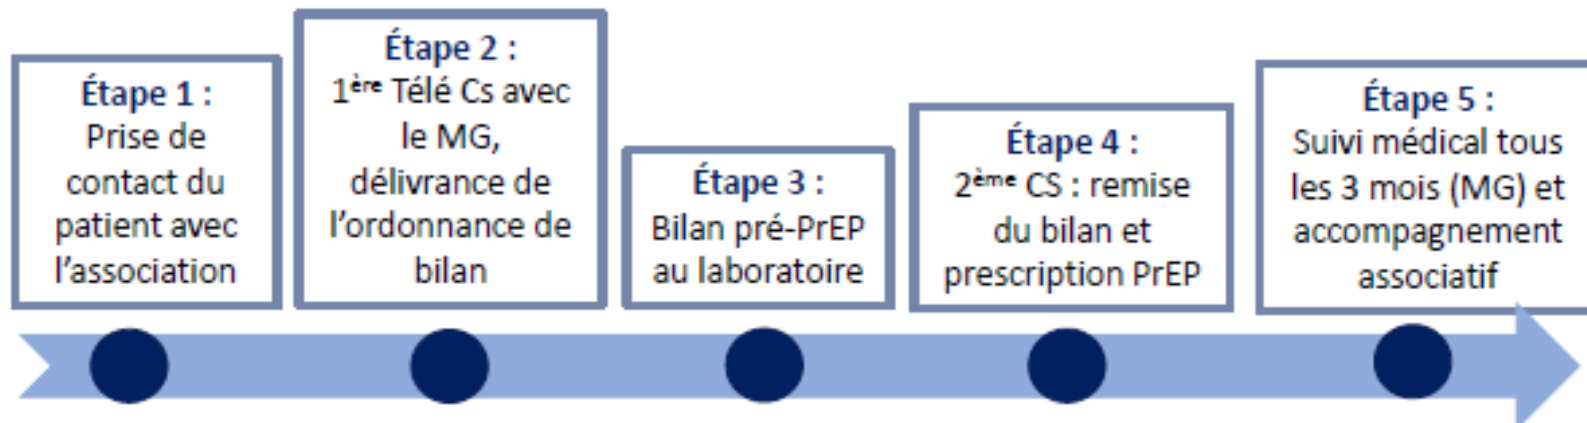 Étape 1 :
Prise de
contact du
patient avec
l’association
Étape 2 :
1ère Télé Cs avec
le MG,
délivrance de
l’ordonnance de
bilan
Étape 3 :
Bilan pré-PrEP
au laboratoire
Étape 4 :
2ème CS : remise
du bilan et
prescription PrEP
Étape 5 :
Suivi médical tous
les 3 mois (MG) et
accompagnement
associatif